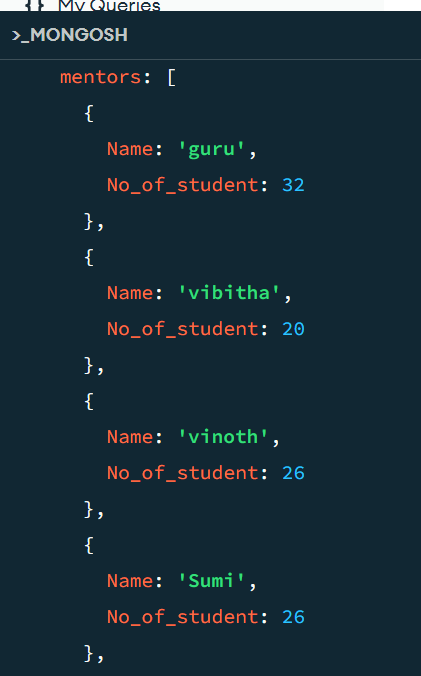 {} My Queries
>_MONGOSH
mentors: [
{
Name: 'guru',
No_of_student: 32
},
{
Name: 'vibitha',
No_of_student: 20
},
{
Name: 'vinoth',
No_of_student: 26
},
{
Name: 'Sumi',
No_of_student: 26
},